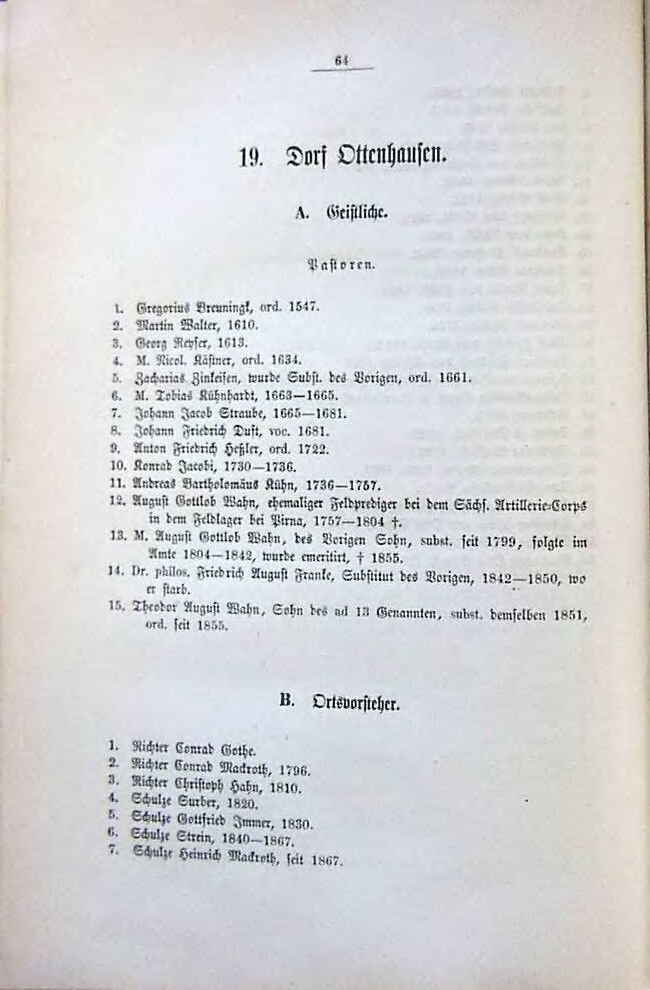 64
19. Dorf Ottenhausen.
A. Geistliche.
Pastoren.
1. Gregorius Breuningk, ord. 1547.
2. Martin Walter, 1610.
3. Georg Reyser, 1613.
4. M. Nicol. Kästner, ord. 1634.
5. Zacharias Zinkeisen, wurde Subst. des Vorigen, ord. 1661.
6. M. Tobias Kühnhardt, 1663—1665.
7. Johann Jacob Straube, 1665—1681.
8. Johann Friedrich Duft, voc. 1681.
9. Anton Friedrich Heßler, ord. 1722.
10. Konrad Jacobi, 1730—1736.
11. Andreas Bartholomäus Kühn, 1736—1757.
12. August Gottlob Wahn, ehemaliger Feldprediger bei dem Sächs. Artillerie-Corps
in dem Feldlager bei Pirna, 1757—1804 †.
13. M. August Gottlob Wahn, des Vorigen Sohn, subst. seit 1799, folgte im
Amte 1804—1842, wurde emeritirt, † 1855.
14. Dr. philos. Friedrich August Franke, Substitut des Vorigen, 1842—1850, wo
er starb.
15. Theodor August Wahn, Sohn des ad 13 Genannten, subst. demselben 1851,
ord. seit 1855.
B. Ortsvorsteher.
1. Richter Conrad Gothe.
2. Richter Conrad Mackroth, 1796.
3. Richter Christoph Hahn, 1810.
4. Schulze Surber, 1820.
5. Schulze Gottfried Immer, 1830.
6. Schulze Strein, 1840—1867.
7. Schulze Heinrich Mackroth, seit 1867.